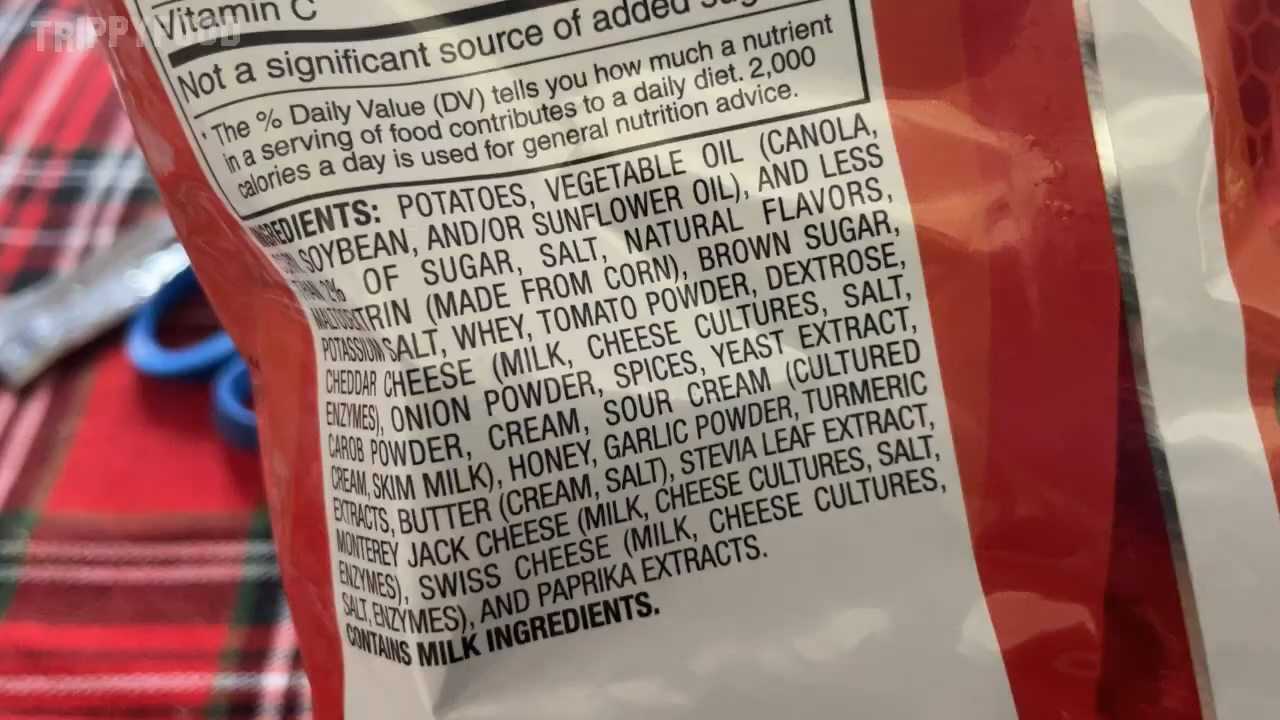 TRIPPYFOOD
Vitamin C
Not a significant source of added
* The % Daily Value (DV) tells you how much a nutrient
in a serving of food contributes to a daily diet. 2,000
calories a day is used for general nutrition advice.
INGREDIENTS: POTATOES, VEGETABLE OIL (CANOLA,
SOYBEAN, AND/OR SUNFLOWER OIL), AND LESS
THAN 2% OF SUGAR, SALT, NATURAL FLAVORS,
MALTODEXTRIN (MADE FROM CORN), BROWN SUGAR,
POTASSIUM SALT, WHEY, TOMATO POWDER, DEXTROSE,
CHEDDAR CHEESE (MILK, CHEESE CULTURES, SALT,
ENZYMES), ONION POWDER, SPICES, YEAST EXTRACT,
CAROB POWDER, CREAM, SOUR CREAM (CULTURED
CREAM, SKIM MILK), HONEY, GARLIC POWDER, TURMERIC
EXTRACTS, BUTTER (CREAM, SALT), STEVIA LEAF EXTRACT,
MONTEREY JACK CHEESE (MILK, CHEESE CULTURES, SALT,
ENZYMES), SWISS CHEESE (MILK, CHEESE CULTURES,
SALT, ENZYMES), AND PAPRIKA EXTRACTS.
CONTAINS MILK INGREDIENTS.